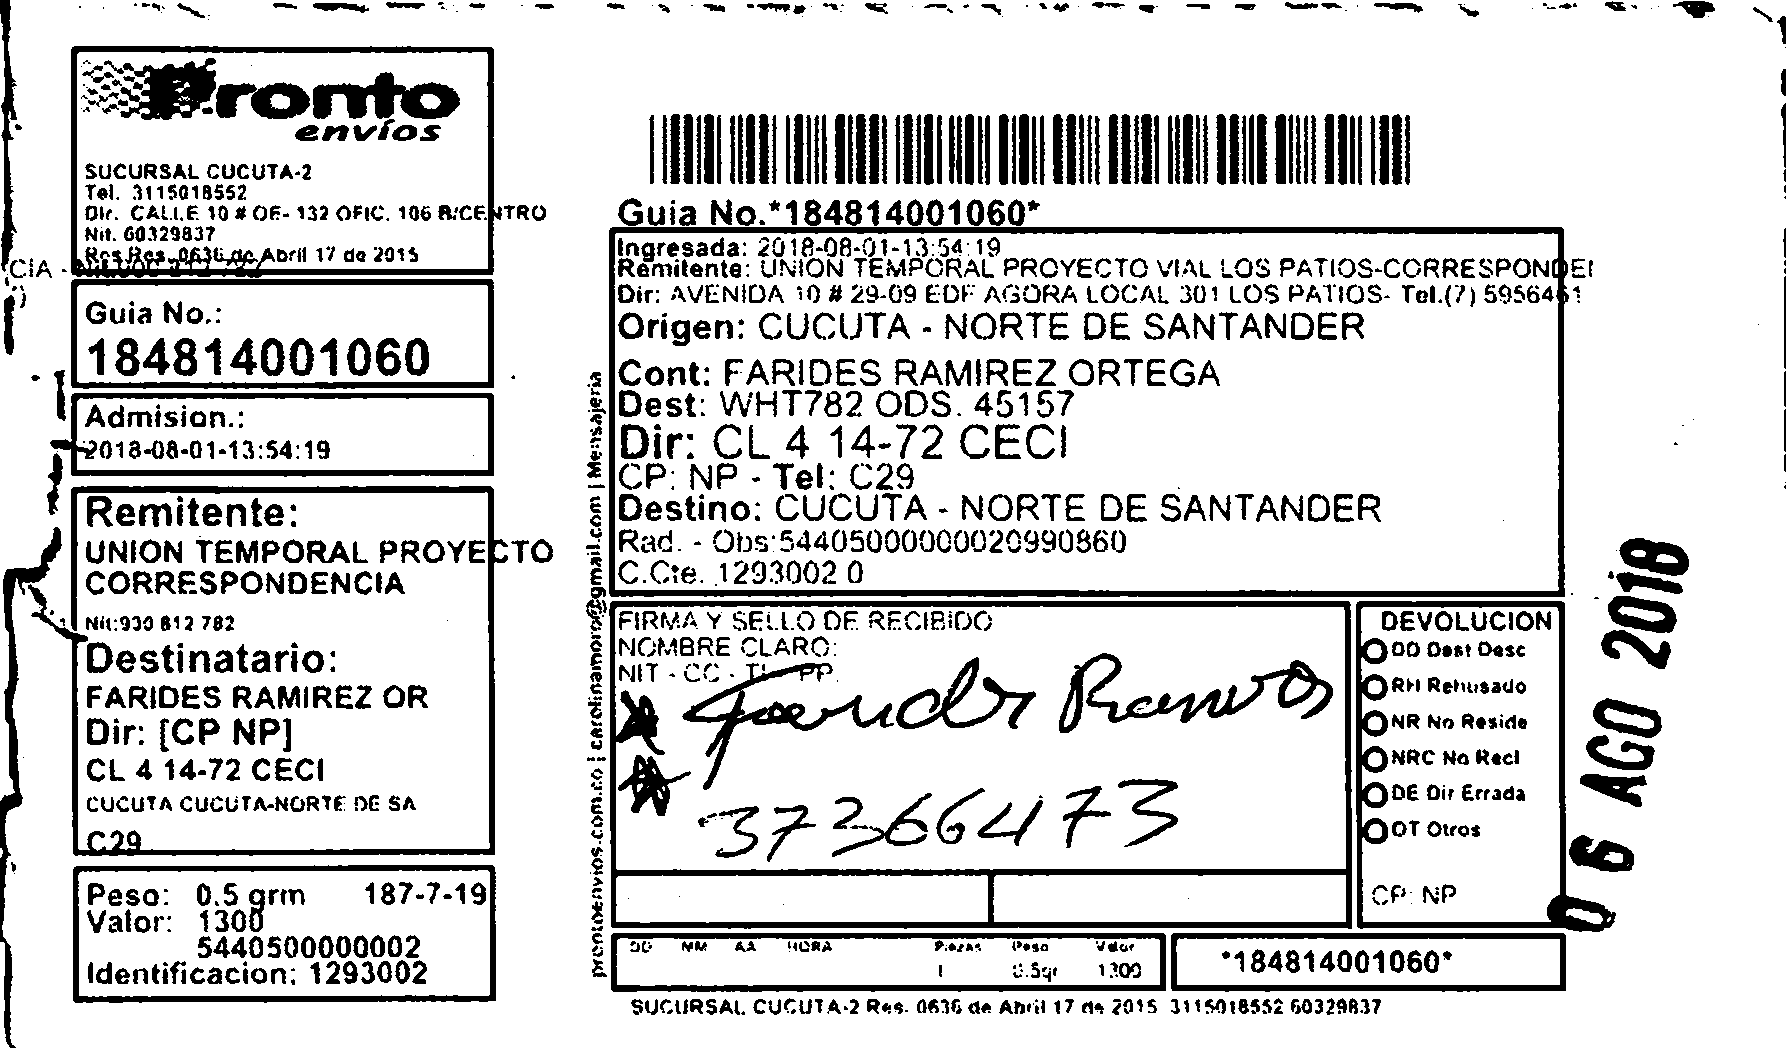 Pronto
envíos
SUCURSAL CUCUTA-2
Tel. 3115018552
Dir. CALLE 10 # OE- 132 OFIC. 106 B/CENTRO
Nit. 60329837
Res.Res. 0636 de Abril 17 de 2015
CIA -
Guia No.:
184814001060
Admision.:
2018-08-01-13:54:19
Remitente:
UNION TEMPORAL PROYECTO
CORRESPONDENCIA
Nit:930 812 782
Destinatario:
FARIDES RAMIREZ OR
Dir: [CP NP]
CL 4 14-72 CECI
CUCUTA CUCUTA-NORTE DE SA
C29
Peso: 0.5 grm 187-7-19
Valor: 1300
5440500000002
Identificacion: 1293002
prontoenvios.com.co | carolinamoro@gmail.com | Mensajeria
Guia No.*184814001060*
Ingresada: 2018-08-01-13:54:19
Remitente: UNION TEMPORAL PROYECTO VIAL LOS PATIOS-CORRESPONDEI
Dir: AVENIDA 10 # 29-09 EDF AGORA LOCAL 301 LOS PATIOS- Tel.(7) 5956461
Origen: CUCUTA - NORTE DE SANTANDER
Cont: FARIDES RAMIREZ ORTEGA
Dest: WHT782 ODS. 45157
Dir: CL 4 14-72 CECI
CP: NP - Tel: C29
Destino: CUCUTA - NORTE DE SANTANDER
Rad. - Obs:54405000000020990860
C.Cte. 1293002 0
FIRMA Y SELLO DE RECIBIDO
NOMBRE CLARO:
NIT - CC - TI - PP.
37366473
DEVOLUCION
DD Dest Desc
RH Rehusado
NR No Reside
NRC No Recl
DE Dir Errada
OT Otros
CP: NP
DD MM AA HORA Piezas Peso Valor
1 0.5gr 1300
*184814001060*
SUCURSAL CUCUTA-2 Res. 0636 de Abril 17 de 2015 3115018552 60329837
06 AGO 2018